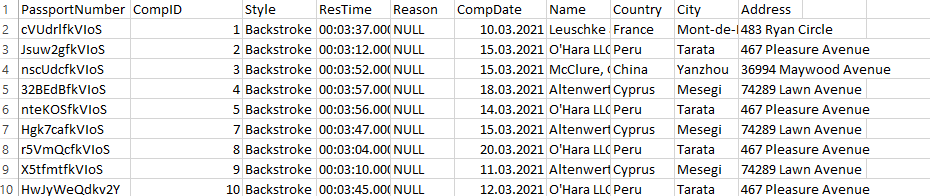 1 PassportNumber CompID Style ResTime Reason CompDate Name Country City Address
2 cVUdrIfkVIoS 1 Backstroke 00:03:37.000 NULL 10.03.2021 Leuschke France Mont-de- 483 Ryan Circle
3 Jsuw2gfkVIoS 2 Backstroke 00:03:12.000 NULL 15.03.2021 O'Hara LLC Peru Tarata 467 Pleasure Avenue
4 nscUdcfkVIoS 3 Backstroke 00:03:52.000 NULL 15.03.2021 McClure, China Yanzhou 36994 Maywood Avenue
5 32BEdBfkVIoS 4 Backstroke 00:03:57.000 NULL 18.03.2021 Altenwert Cyprus Mesegi 74289 Lawn Avenue
6 nteKOSfkVIoS 5 Backstroke 00:03:56.000 NULL 14.03.2021 O'Hara LLC Peru Tarata 467 Pleasure Avenue
7 Hgk7cafkVIoS 7 Backstroke 00:03:47.000 NULL 15.03.2021 Altenwert Cyprus Mesegi 74289 Lawn Avenue
8 r5VmQcfkVIoS 8 Backstroke 00:03:04.000 NULL 20.03.2021 O'Hara LLC Peru Tarata 467 Pleasure Avenue
9 X5tfmtfkVIoS 9 Backstroke 00:03:10.000 NULL 11.03.2021 Altenwert Cyprus Mesegi 74289 Lawn Avenue
10 HwJyWeQdkv2Y 10 Backstroke 00:03:45.000 NULL 12.03.2021 O'Hara LLC Peru Tarata 467 Pleasure Avenue